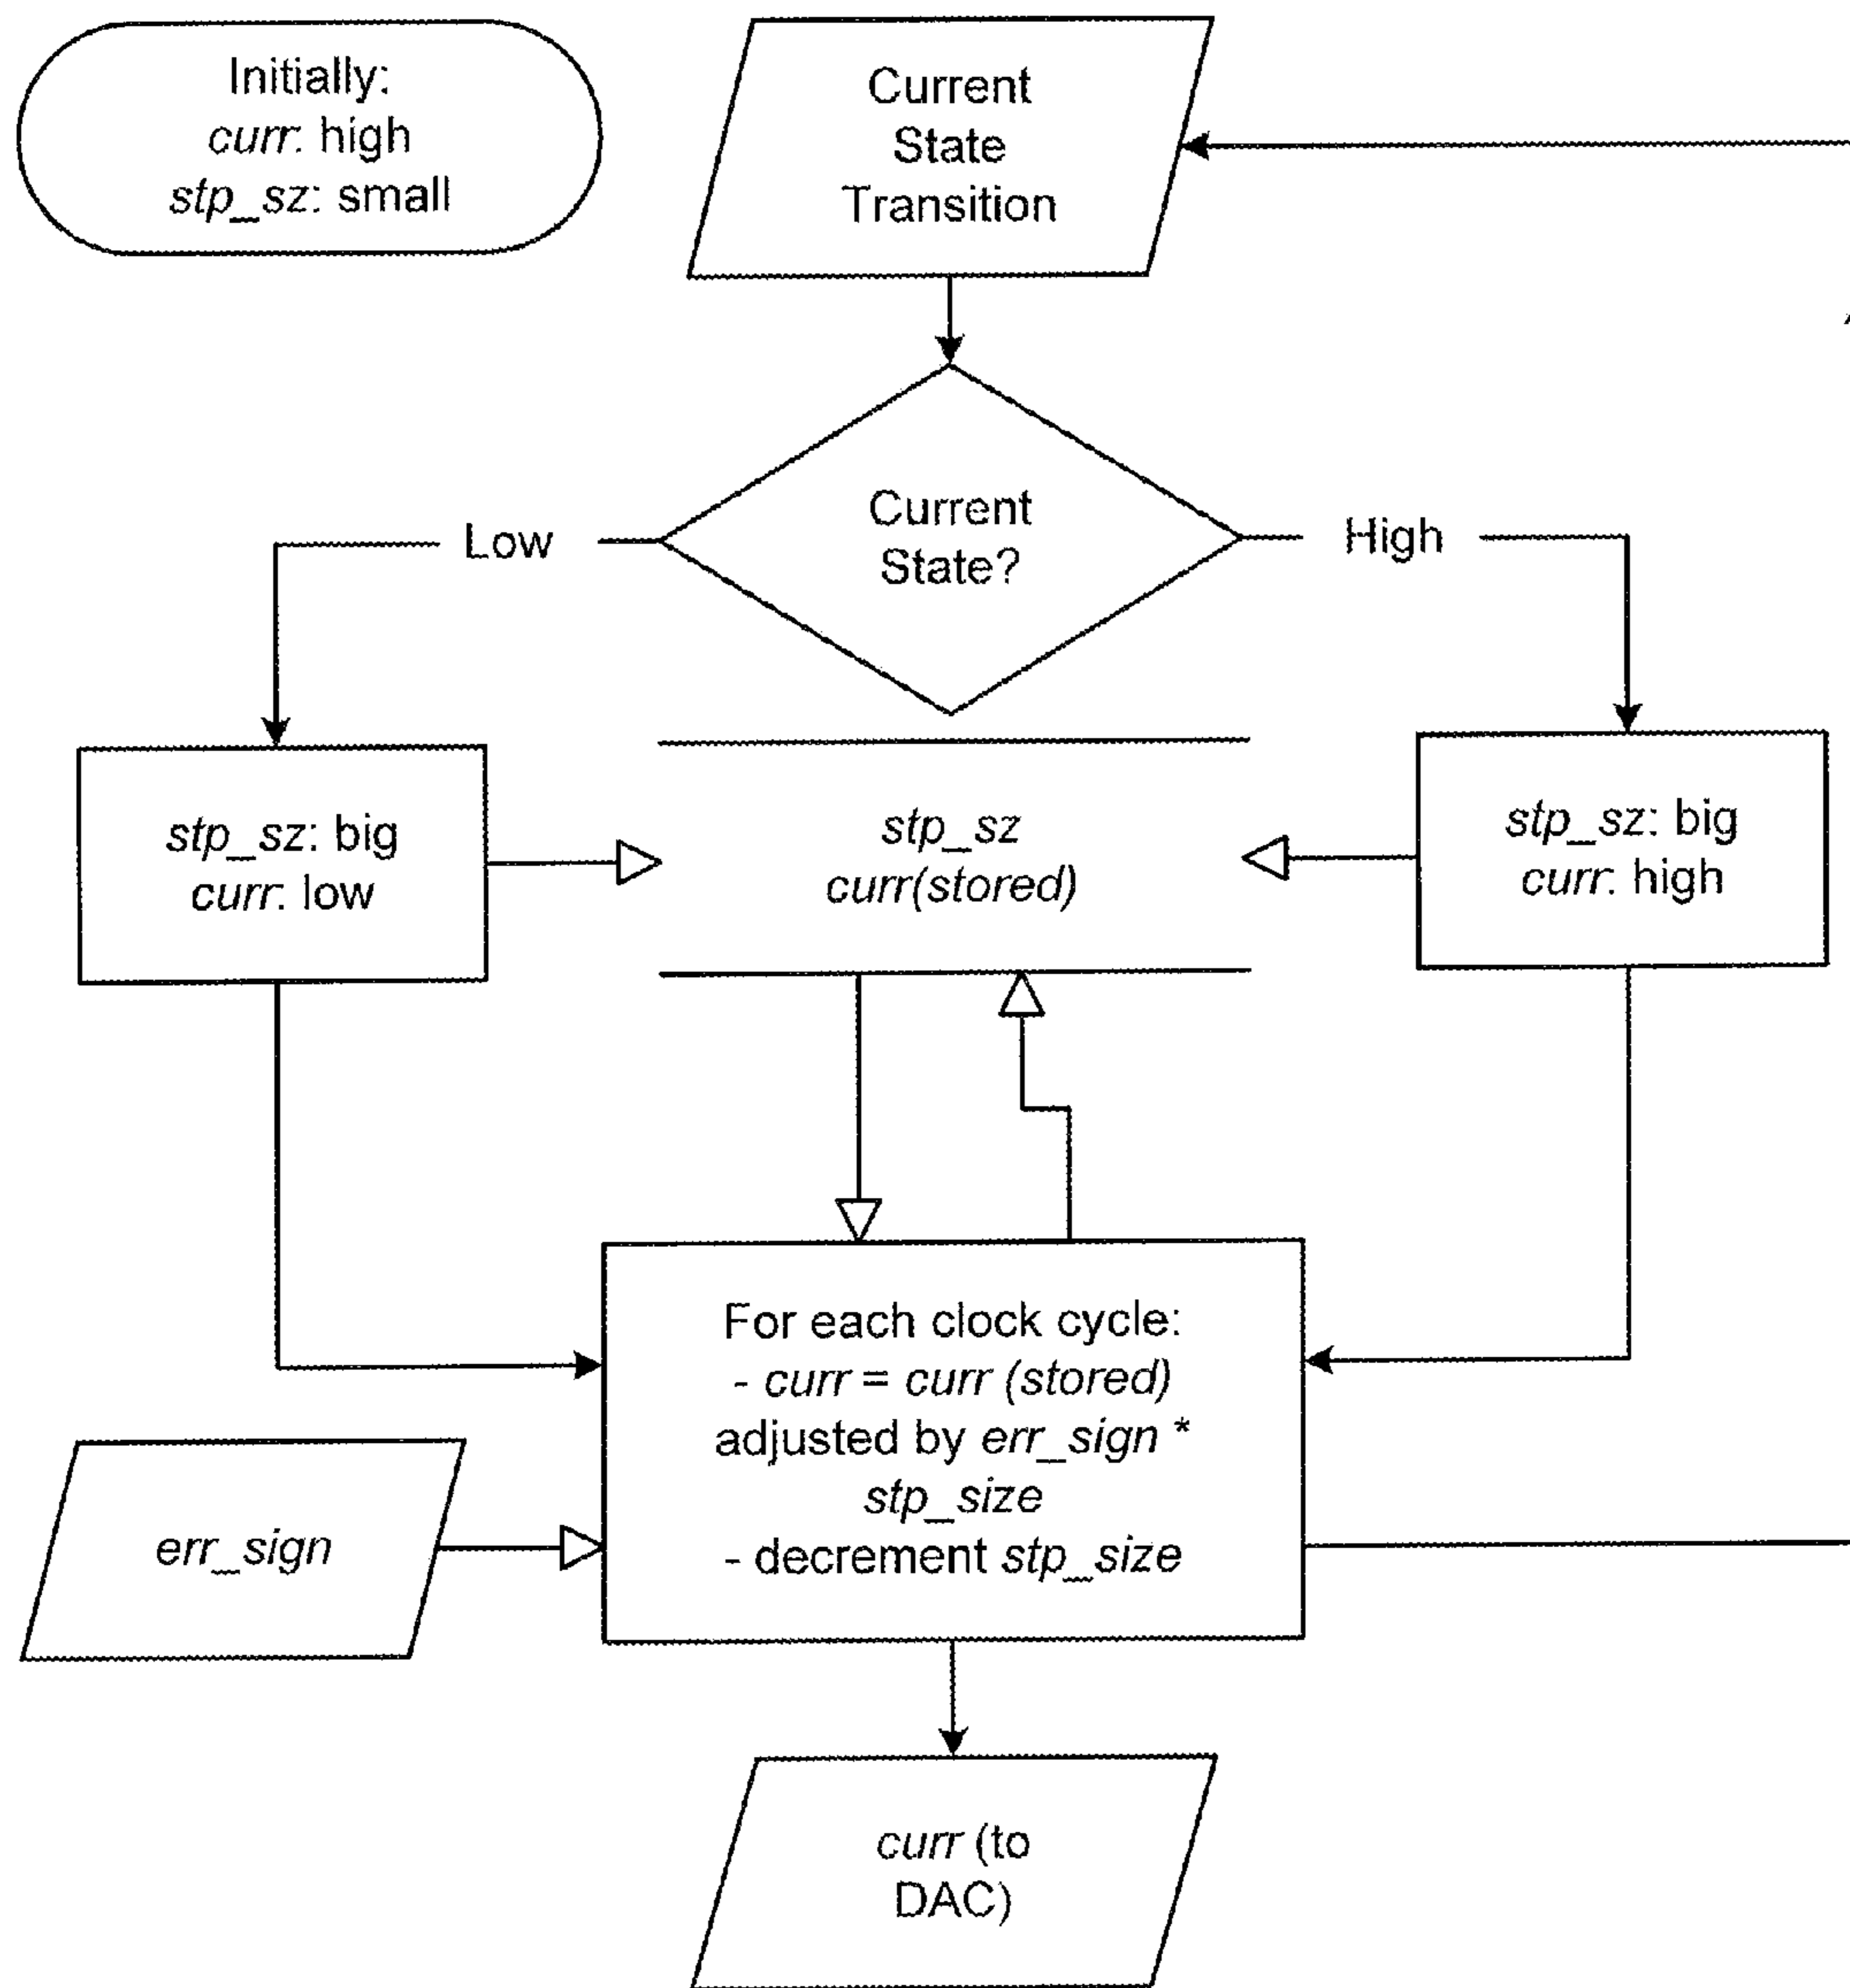 Initially:
curr: high
stp_sz: small
Current
State
Transition
Current
State?
Low
High
stp_sz: big
curr: low
stp_sz
curr(stored)
stp_sz: big
curr: high
For each clock cycle:
- curr = curr (stored)
adjusted by err_sign *
stp_size
- decrement stp_size
err_sign
curr (to
DAC)